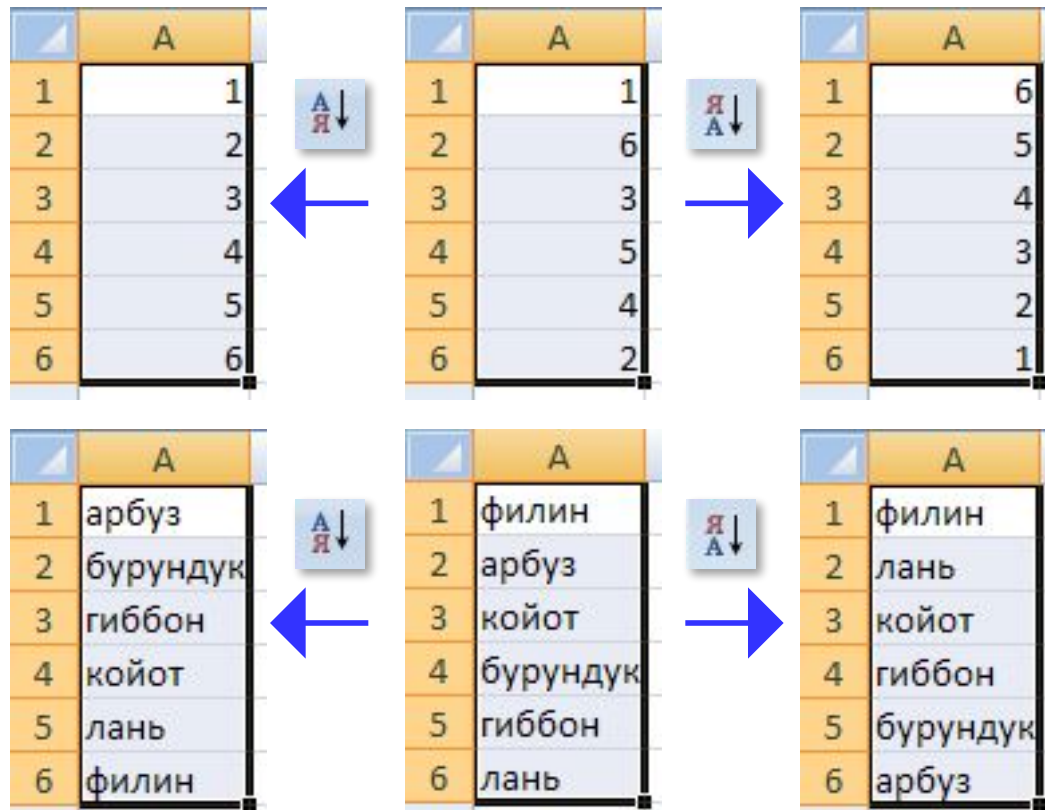 A
1 1
2 2
3 3
4 4
5 5
6 6
А
Я
A
1 1
2 6
3 3
4 5
5 4
6 2
Я
А
A
1 6
2 5
3 4
4 3
5 2
6 1
A
1 арбуз
2 бурундук
3 гиббон
4 койот
5 лань
6 филин
А
Я
A
1 филин
2 арбуз
3 койот
4 бурундук
5 гиббон
6 лань
Я
А
A
1 филин
2 лань
3 койот
4 гиббон
5 бурундук
6 арбуз